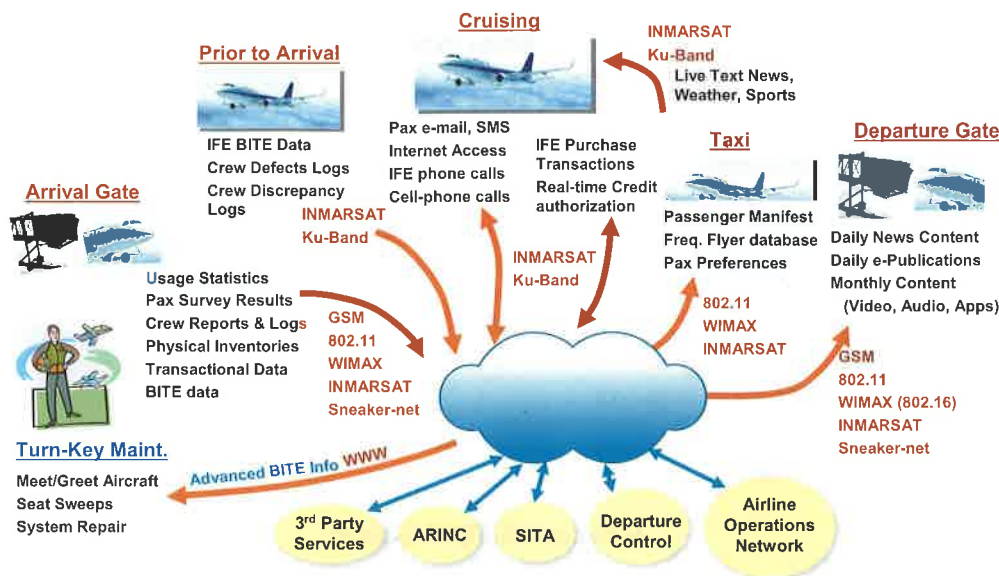 Cruising
INMARSAT
Ku-Band
Live Text News,
Weather, Sports
Prior to Arrival
IFE BITE Data
Crew Defects Logs
Crew Discrepancy
Logs
INMARSAT
Ku-Band
Pax e-mail, SMS
Internet Access
IFE phone calls
Cell-phone calls
IFE Purchase
Transactions
Real-time Credit
authorization
INMARSAT
Ku-Band
Taxi
Passenger Manifest
Freq. Flyer database
Pax Preferences
802.11
WIMAX
INMARSAT
Departure Gate
Daily News Content
Daily e-Publications
Monthly Content
(Video, Audio, Apps)
GSM
802.11
WIMAX (802.16)
INMARSAT
Sneaker-net
Arrival Gate
Usage Statistics
Pax Survey Results
Crew Reports & Logs
Physical Inventories
Transactional Data
BITE data
GSM
802.11
WIMAX
INMARSAT
Sneaker-net
Turn-Key Maint.
Meet/Greet Aircraft
Seat Sweeps
System Repair
Advanced BITE Info WWW
3rd Party
Services
ARINC
SITA
Departure
Control
Airline
Operations
Network